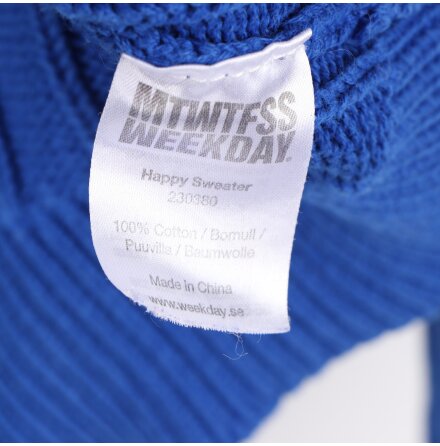 MTWTFSS
WEEKDAY
Happy Sweater
230380
100% Cotton / Bomull /
Puuvilla / Baumwolle
Made in China
www.weekday.se